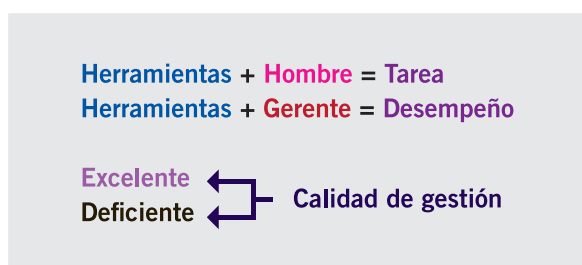 Herramientas + Hombre = Tarea
Herramientas + Gerente = Desempeño
Excelente
Deficiente
Calidad de gestión